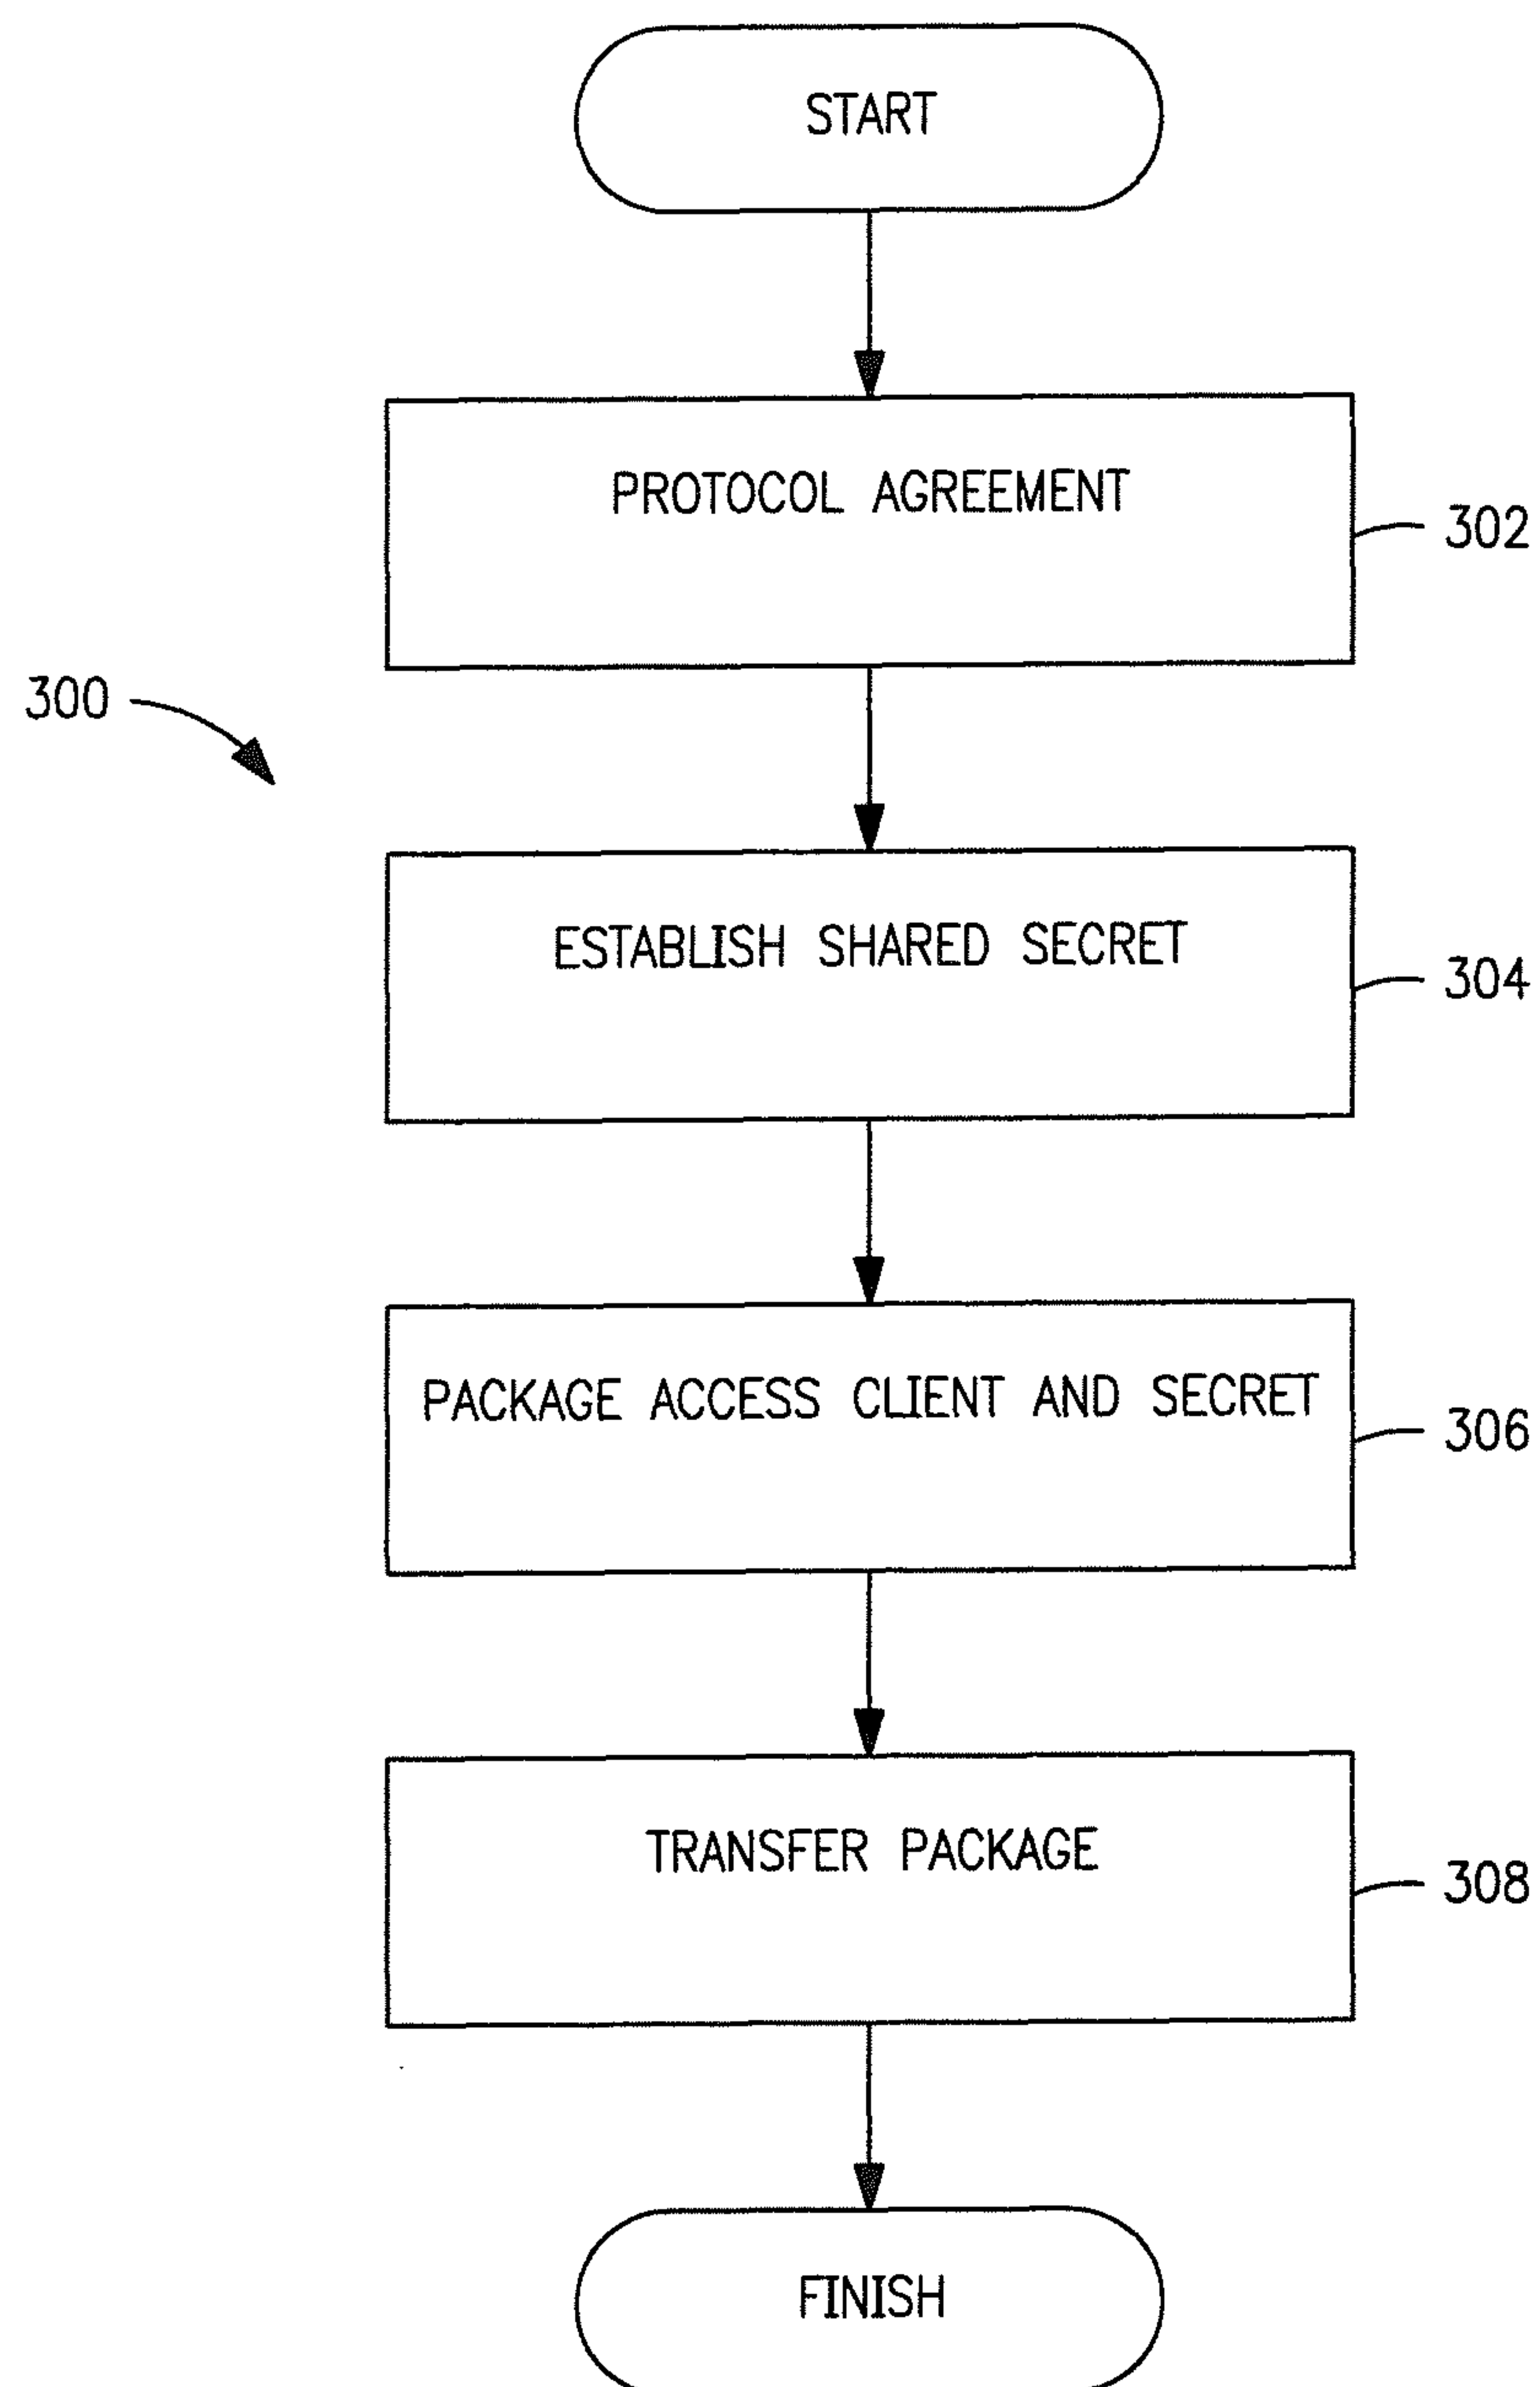 START
PROTOCOL AGREEMENT
302
300
ESTABLISH SHARED SECRET
304
PACKAGE ACCESS CLIENT AND SECRET
306
TRANSFER PACKAGE
308
FINISH